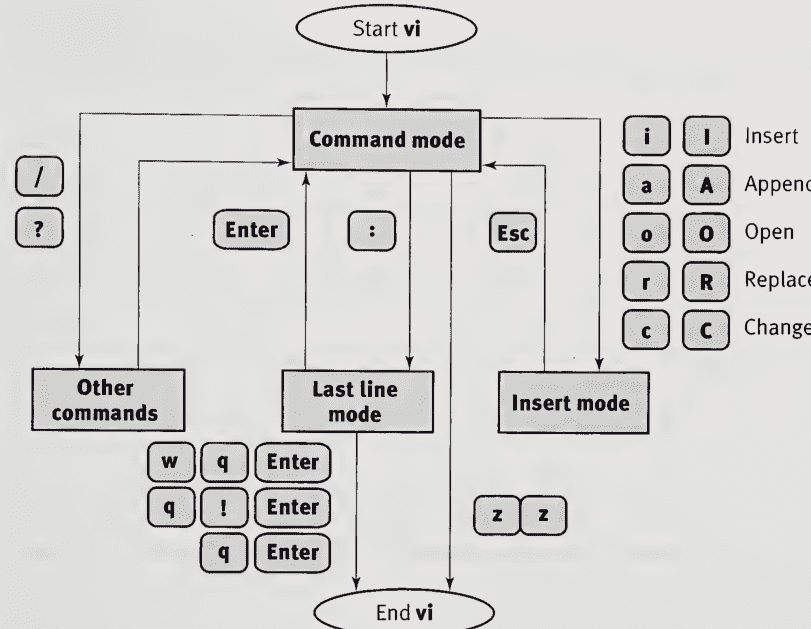 Start vi
Command mode
/
?
Enter
:
Esc
i I Insert
a A Append
o O Open
r R Replace
c C Change
Other
commands
Last line
mode
Insert mode
w q Enter
q ! Enter
q Enter
z z
End vi